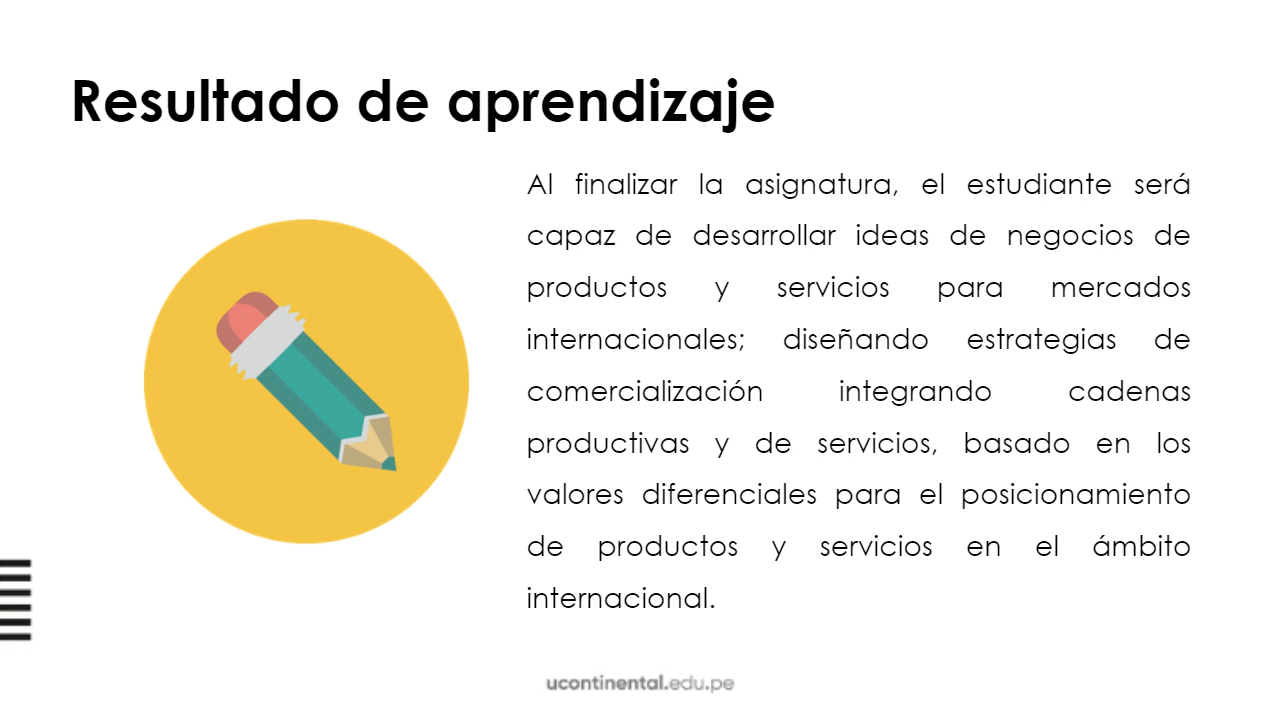 Resultado de aprendizaje
Al finalizar la asignatura, el estudiante será
capaz de desarrollar ideas de negocios de
productos y servicios para mercados
internacionales; diseñando estrategias de
comercialización integrando cadenas
productivas y de servicios, basado en los
valores diferenciales para el posicionamiento
de productos y servicios en el ámbito
internacional.
ucontinental.edu.pe